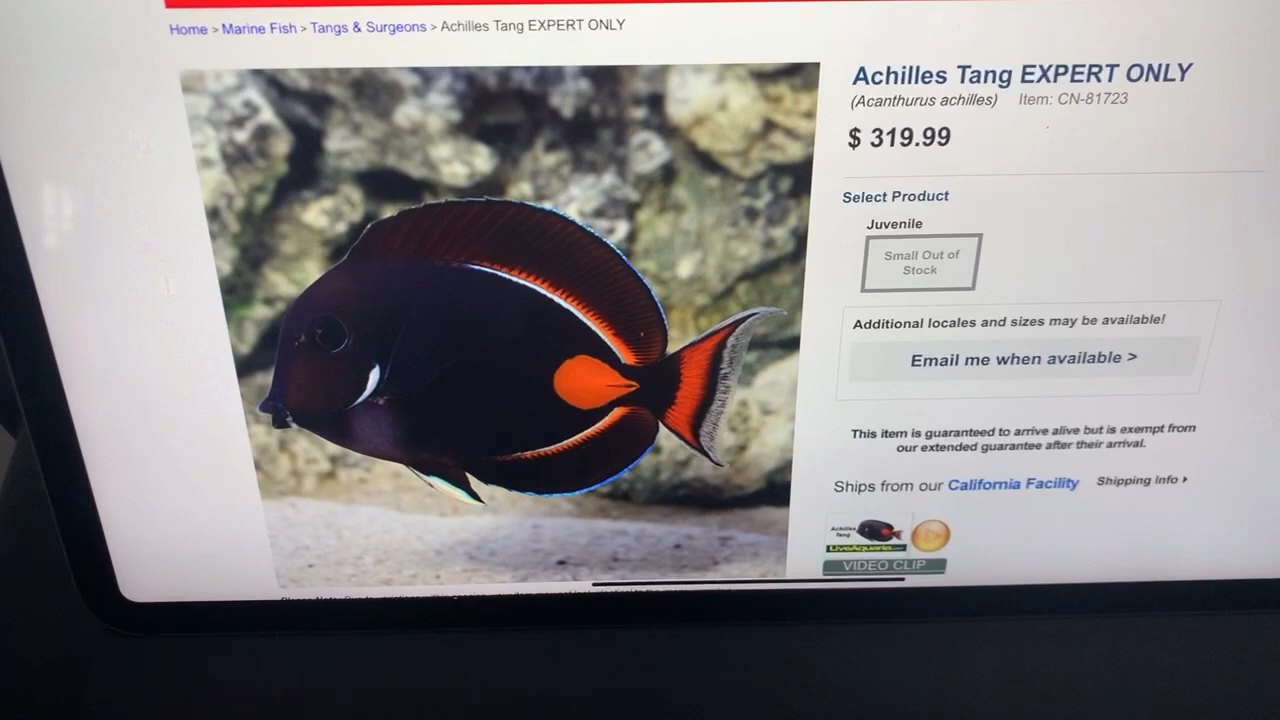 Home > Marine Fish > Tangs & Surgeons > Achilles Tang EXPERT ONLY
Achilles Tang EXPERT ONLY
(Acanthurus achilles) Item: CN-81723
$ 319.99
Select Product
Juvenile
Small Out of
Stock
Additional locales and sizes may be available!
Email me when available >
This item is guaranteed to arrive alive but is exempt from
our extended guarantee after their arrival.
Ships from our California Facility Shipping Info
Achilles
Tang
LiveAquaria.com
VIDEO CLIP